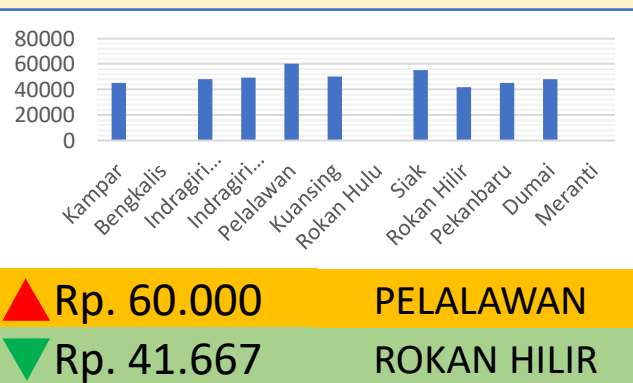 80000
60000
40000
20000
0
Kampar
Bengkalis
Indragiri...
Indragiri...
Pelalawan
Kuansing
Rokan Hulu
Siak
Rokan Hilir
Pekanbaru
Dumai
Meranti
Rp. 60.000 PELALAWAN
Rp. 41.667 ROKAN HILIR